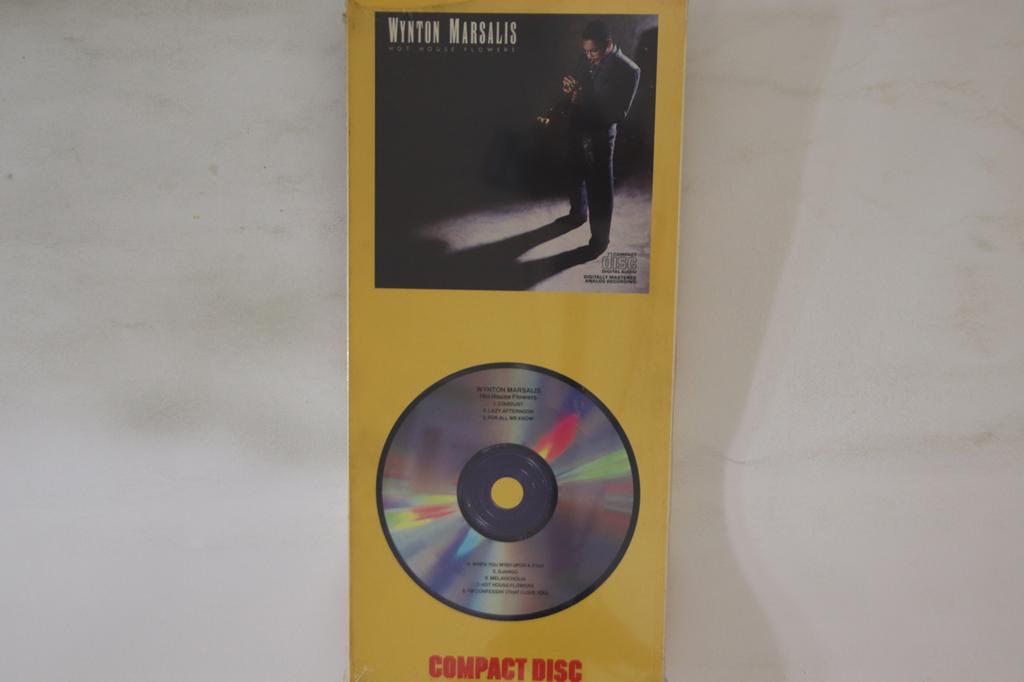 WYNTON MARSALIS
HOT HOUSE FLOWERS
COMPACT
disc
DIGITAL AUDIO
DIGITALLY MASTERED
ANALOG RECORDING
WYNTON MARSALIS
Hot House Flowers
1. STARDUST
2. LAZY AFTERNOON
3. FOR ALL WE KNOW
4. WHEN YOU WISH UPON A STAR
5. DJANGO
6. MELANCHOLIA
7. HOT HOUSE FLOWERS
8. I'M CONFESSIN' (THAT I LOVE YOU)
COMPACT DISC